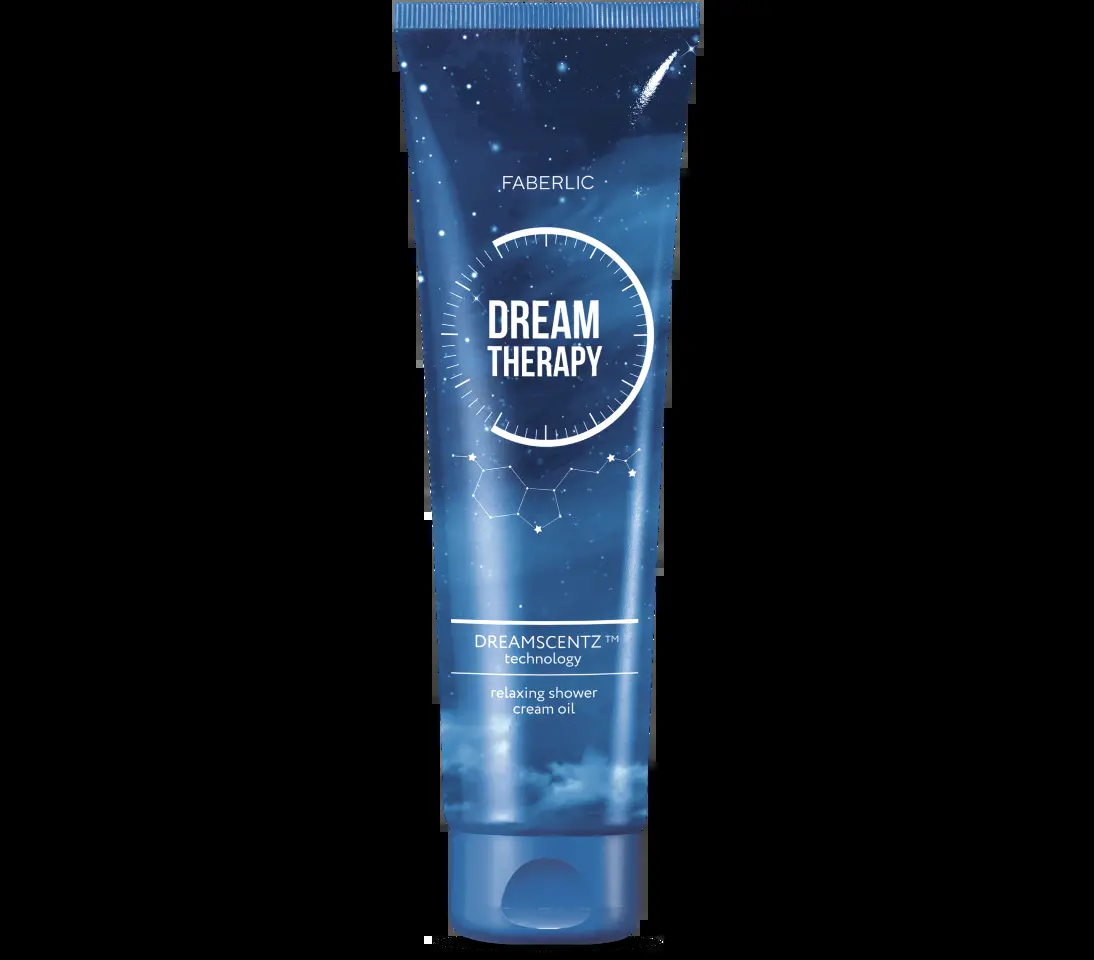 FABERLIC
DREAM
THERAPY
DREAMSCENTZ™
technology
relaxing shower
cream oil